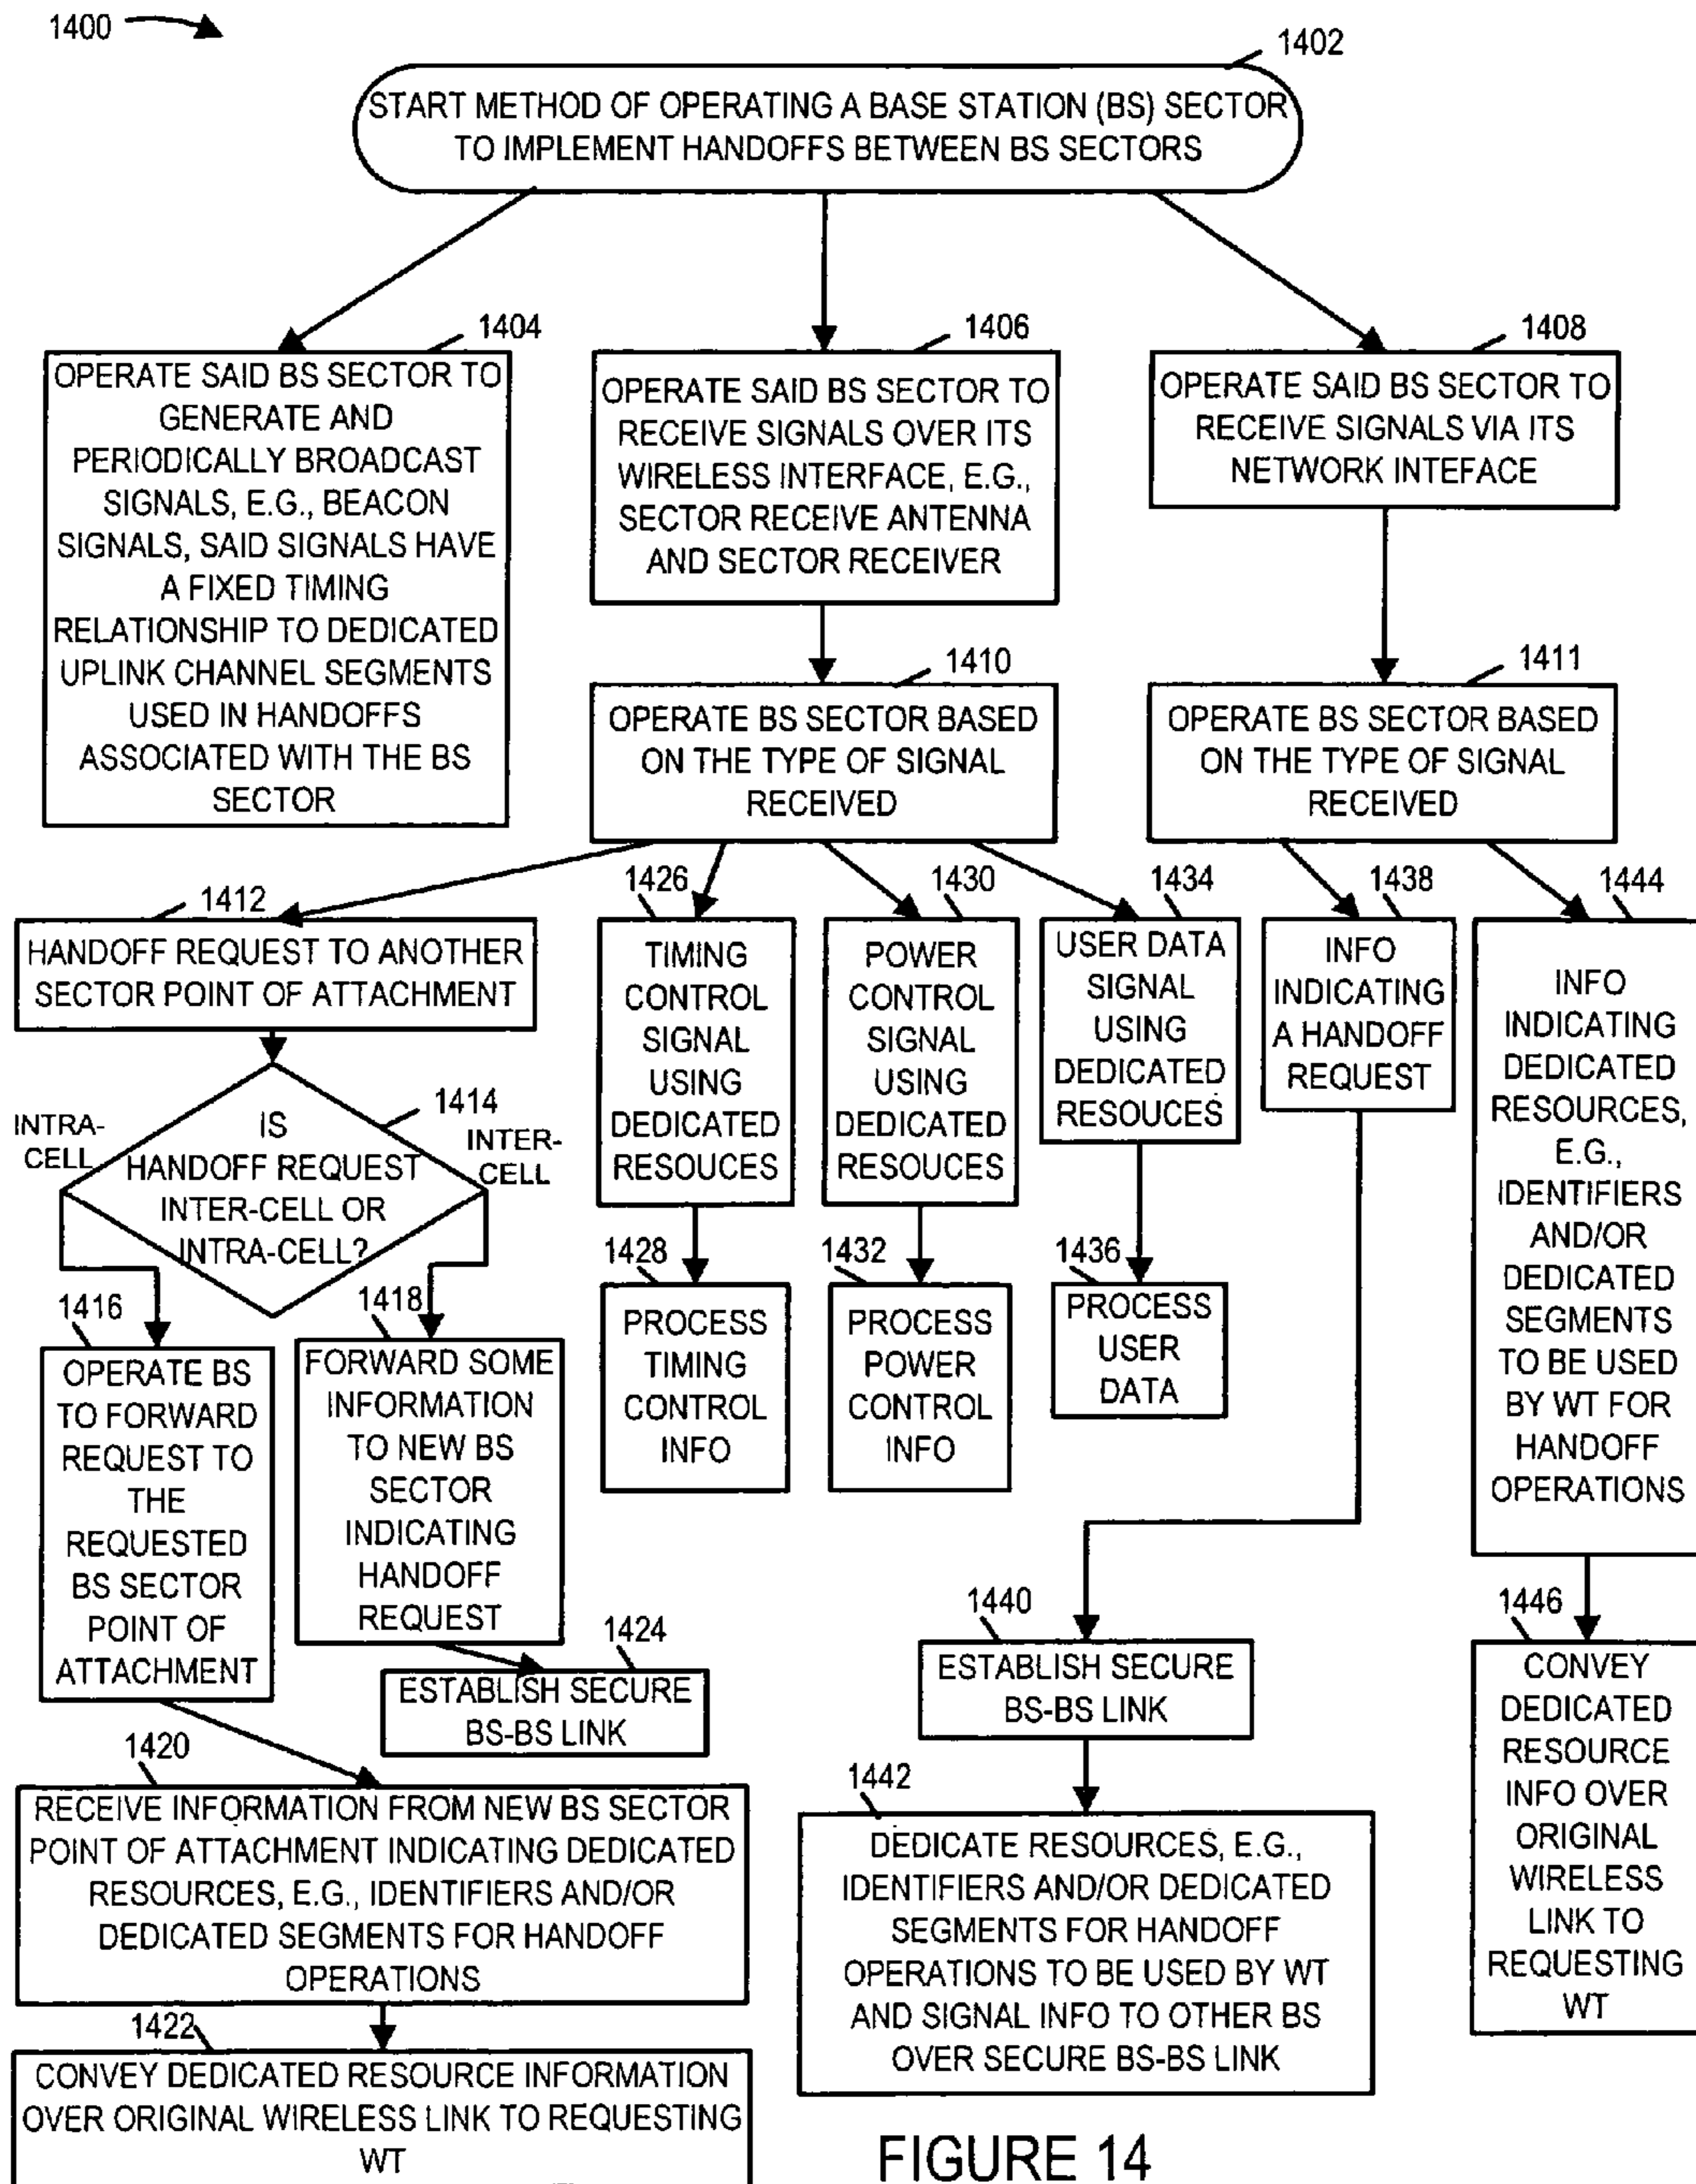 1400
1402
START METHOD OF OPERATING A BASE STATION (BS) SECTOR
TO IMPLEMENT HANDOFFS BETWEEN BS SECTORS
1404
OPERATE SAID BS SECTOR TO
GENERATE AND
PERIODICALLY BROADCAST
SIGNALS, E.G., BEACON
SIGNALS, SAID SIGNALS HAVE
A FIXED TIMING
RELATIONSHIP TO DEDICATED
UPLINK CHANNEL SEGMENTS
USED IN HANDOFFS
ASSOCIATED WITH THE BS
SECTOR
1406
OPERATE SAID BS SECTOR TO
RECEIVE SIGNALS OVER ITS
WIRELESS INTERFACE, E.G.,
SECTOR RECEIVE ANTENNA
AND SECTOR RECEIVER
1408
OPERATE SAID BS SECTOR TO
RECEIVE SIGNALS VIA ITS
NETWORK INTEFACE
1410
OPERATE BS SECTOR BASED
ON THE TYPE OF SIGNAL
RECEIVED
1411
OPERATE BS SECTOR BASED
ON THE TYPE OF SIGNAL
RECEIVED
1412
HANDOFF REQUEST TO ANOTHER
SECTOR POINT OF ATTACHMENT
1414
INTRA-
CELL
IS
HANDOFF REQUEST
INTER-CELL OR
INTRA-CELL?
INTER-
CELL
1416
OPERATE BS
TO FORWARD
REQUEST TO
THE
REQUESTED
BS SECTOR
POINT OF
ATTACHMENT
1418
FORWARD SOME
INFORMATION
TO NEW BS
SECTOR
INDICATING
HANDOFF
REQUEST
1424
ESTABLISH SECURE
BS-BS LINK
1420
RECEIVE INFORMATION FROM NEW BS SECTOR
POINT OF ATTACHMENT INDICATING DEDICATED
RESOURCES, E.G., IDENTIFIERS AND/OR
DEDICATED SEGMENTS FOR HANDOFF
OPERATIONS
1422
CONVEY DEDICATED RESOURCE INFORMATION
OVER ORIGINAL WIRELESS LINK TO REQUESTING
WT
1426
TIMING
CONTROL
SIGNAL
USING
DEDICATED
RESOUCES
1428
PROCESS
TIMING
CONTROL
INFO
1430
POWER
CONTROL
SIGNAL
USING
DEDICATED
RESOUCES
1432
PROCESS
POWER
CONTROL
INFO
1434
USER DATA
SIGNAL
USING
DEDICATED
RESOUCES
1436
PROCESS
USER
DATA
1438
INFO
INDICATING
A HANDOFF
REQUEST
1440
ESTABLISH SECURE
BS-BS LINK
1442
DEDICATE RESOURCES, E.G.,
IDENTIFIERS AND/OR DEDICATED
SEGMENTS FOR HANDOFF
OPERATIONS TO BE USED BY WT
AND SIGNAL INFO TO OTHER BS
OVER SECURE BS-BS LINK
1444
INFO
INDICATING
DEDICATED
RESOURCES,
E.G.,
IDENTIFIERS
AND/OR
DEDICATED
SEGMENTS
TO BE USED
BY WT FOR
HANDOFF
OPERATIONS
1446
CONVEY
DEDICATED
RESOURCE
INFO OVER
ORIGINAL
WIRELESS
LINK TO
REQUESTING
WT
FIGURE 14